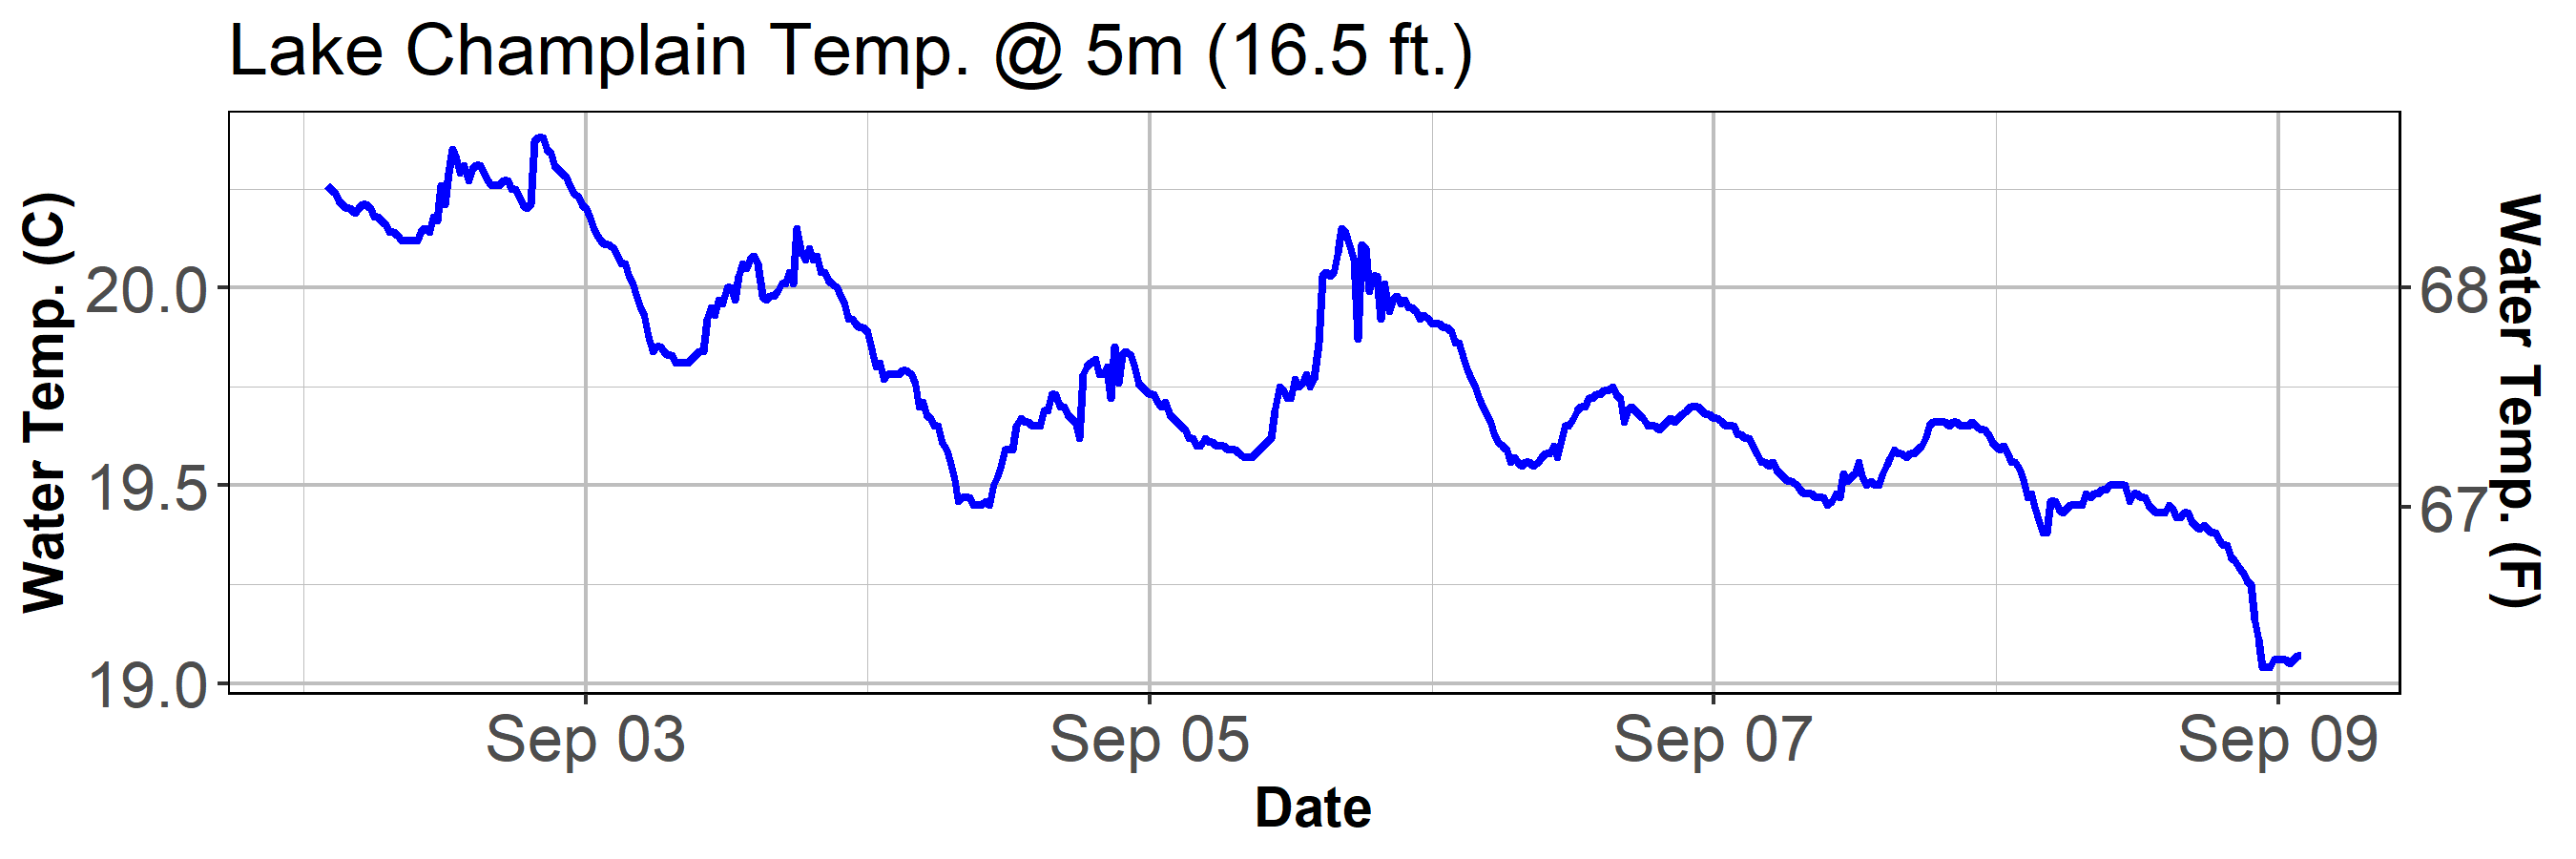 Lake Champlain Temp. @ 5m (16.5 ft.)
Water Temp. (C)
20.0
19.5
19.0
68
67
Water Temp. (F)
Sep 03 Sep 05 Sep 07 Sep 09
Date